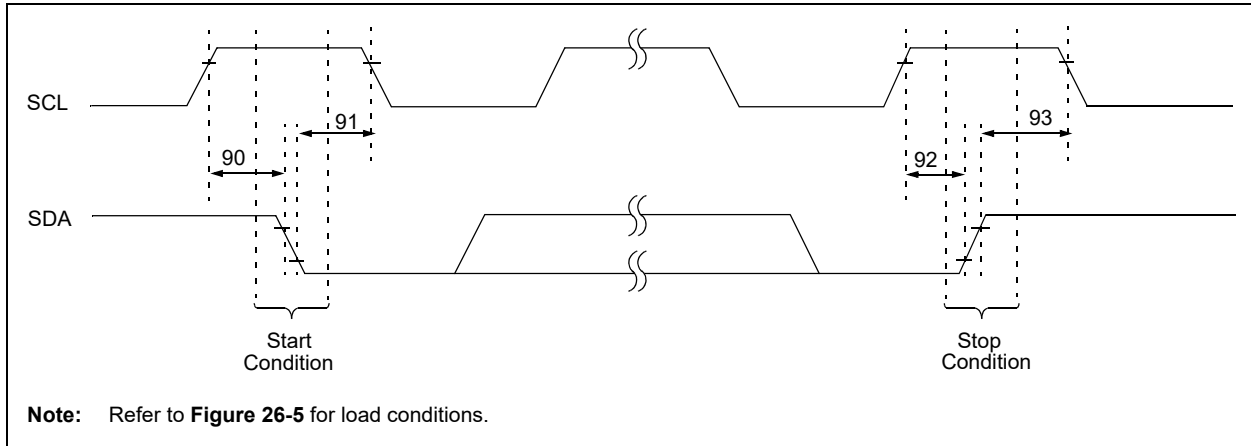 SCL
91
93
90
92
SDA
Start
Condition
Stop
Condition
Note: Refer to Figure 26-5 for load conditions.